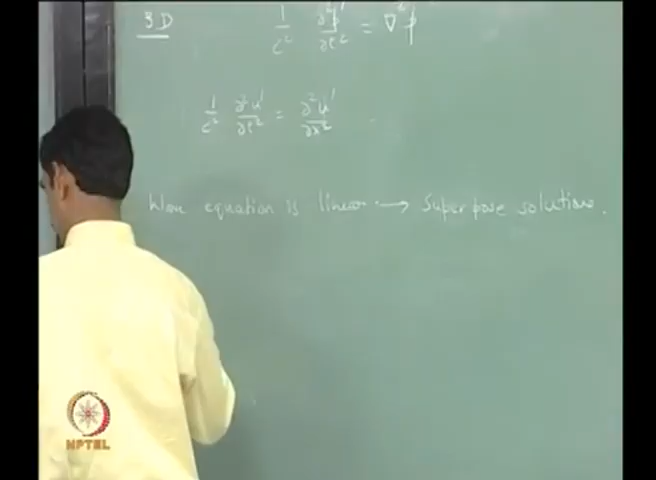 3D
1/c² ∂²p'/∂t² = ∇²p'
1/c² ∂²u'/∂t² = ∂²u'/∂x²
Wave equation is linear → Superpose solutions.
NPTEL